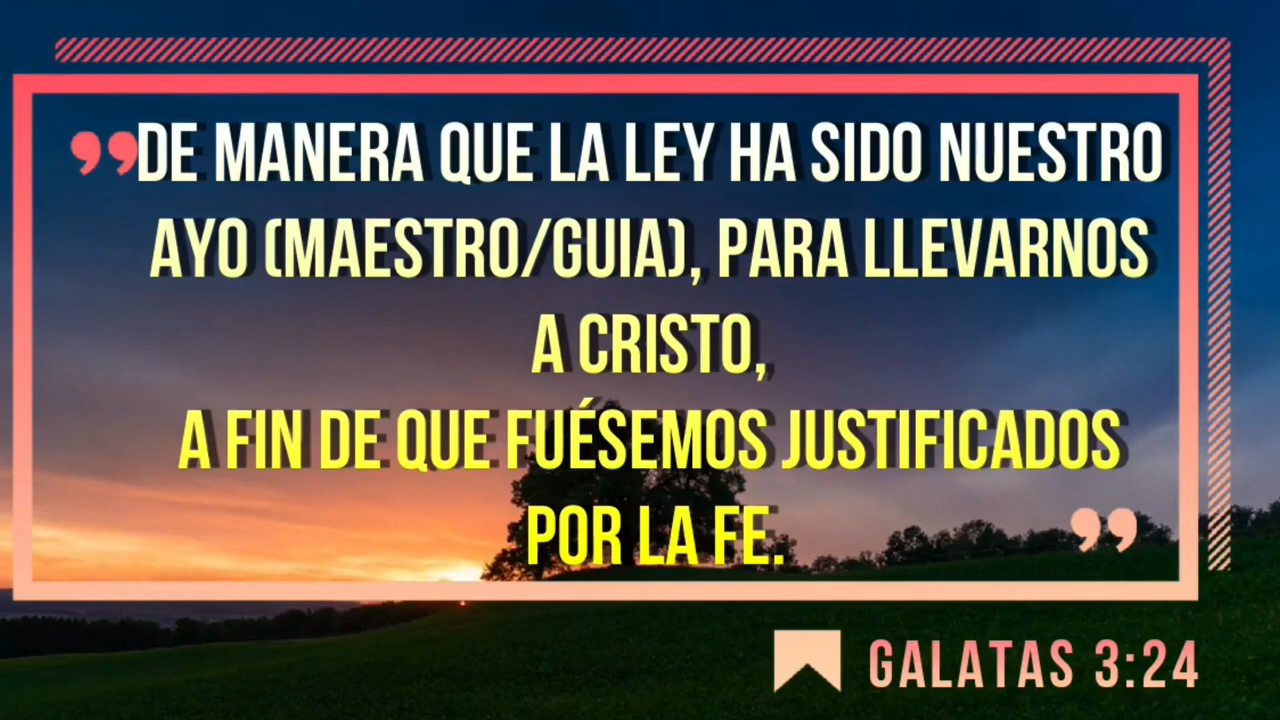 ”DE MANERA QUE LA LEY HA SIDO NUESTRO
AYO (MAESTRO/GUIA), PARA LLEVARNOS
A CRISTO,
A FIN DE QUE FUÉSEMOS JUSTIFICADOS
POR LA FE. ”
GALATAS 3:24